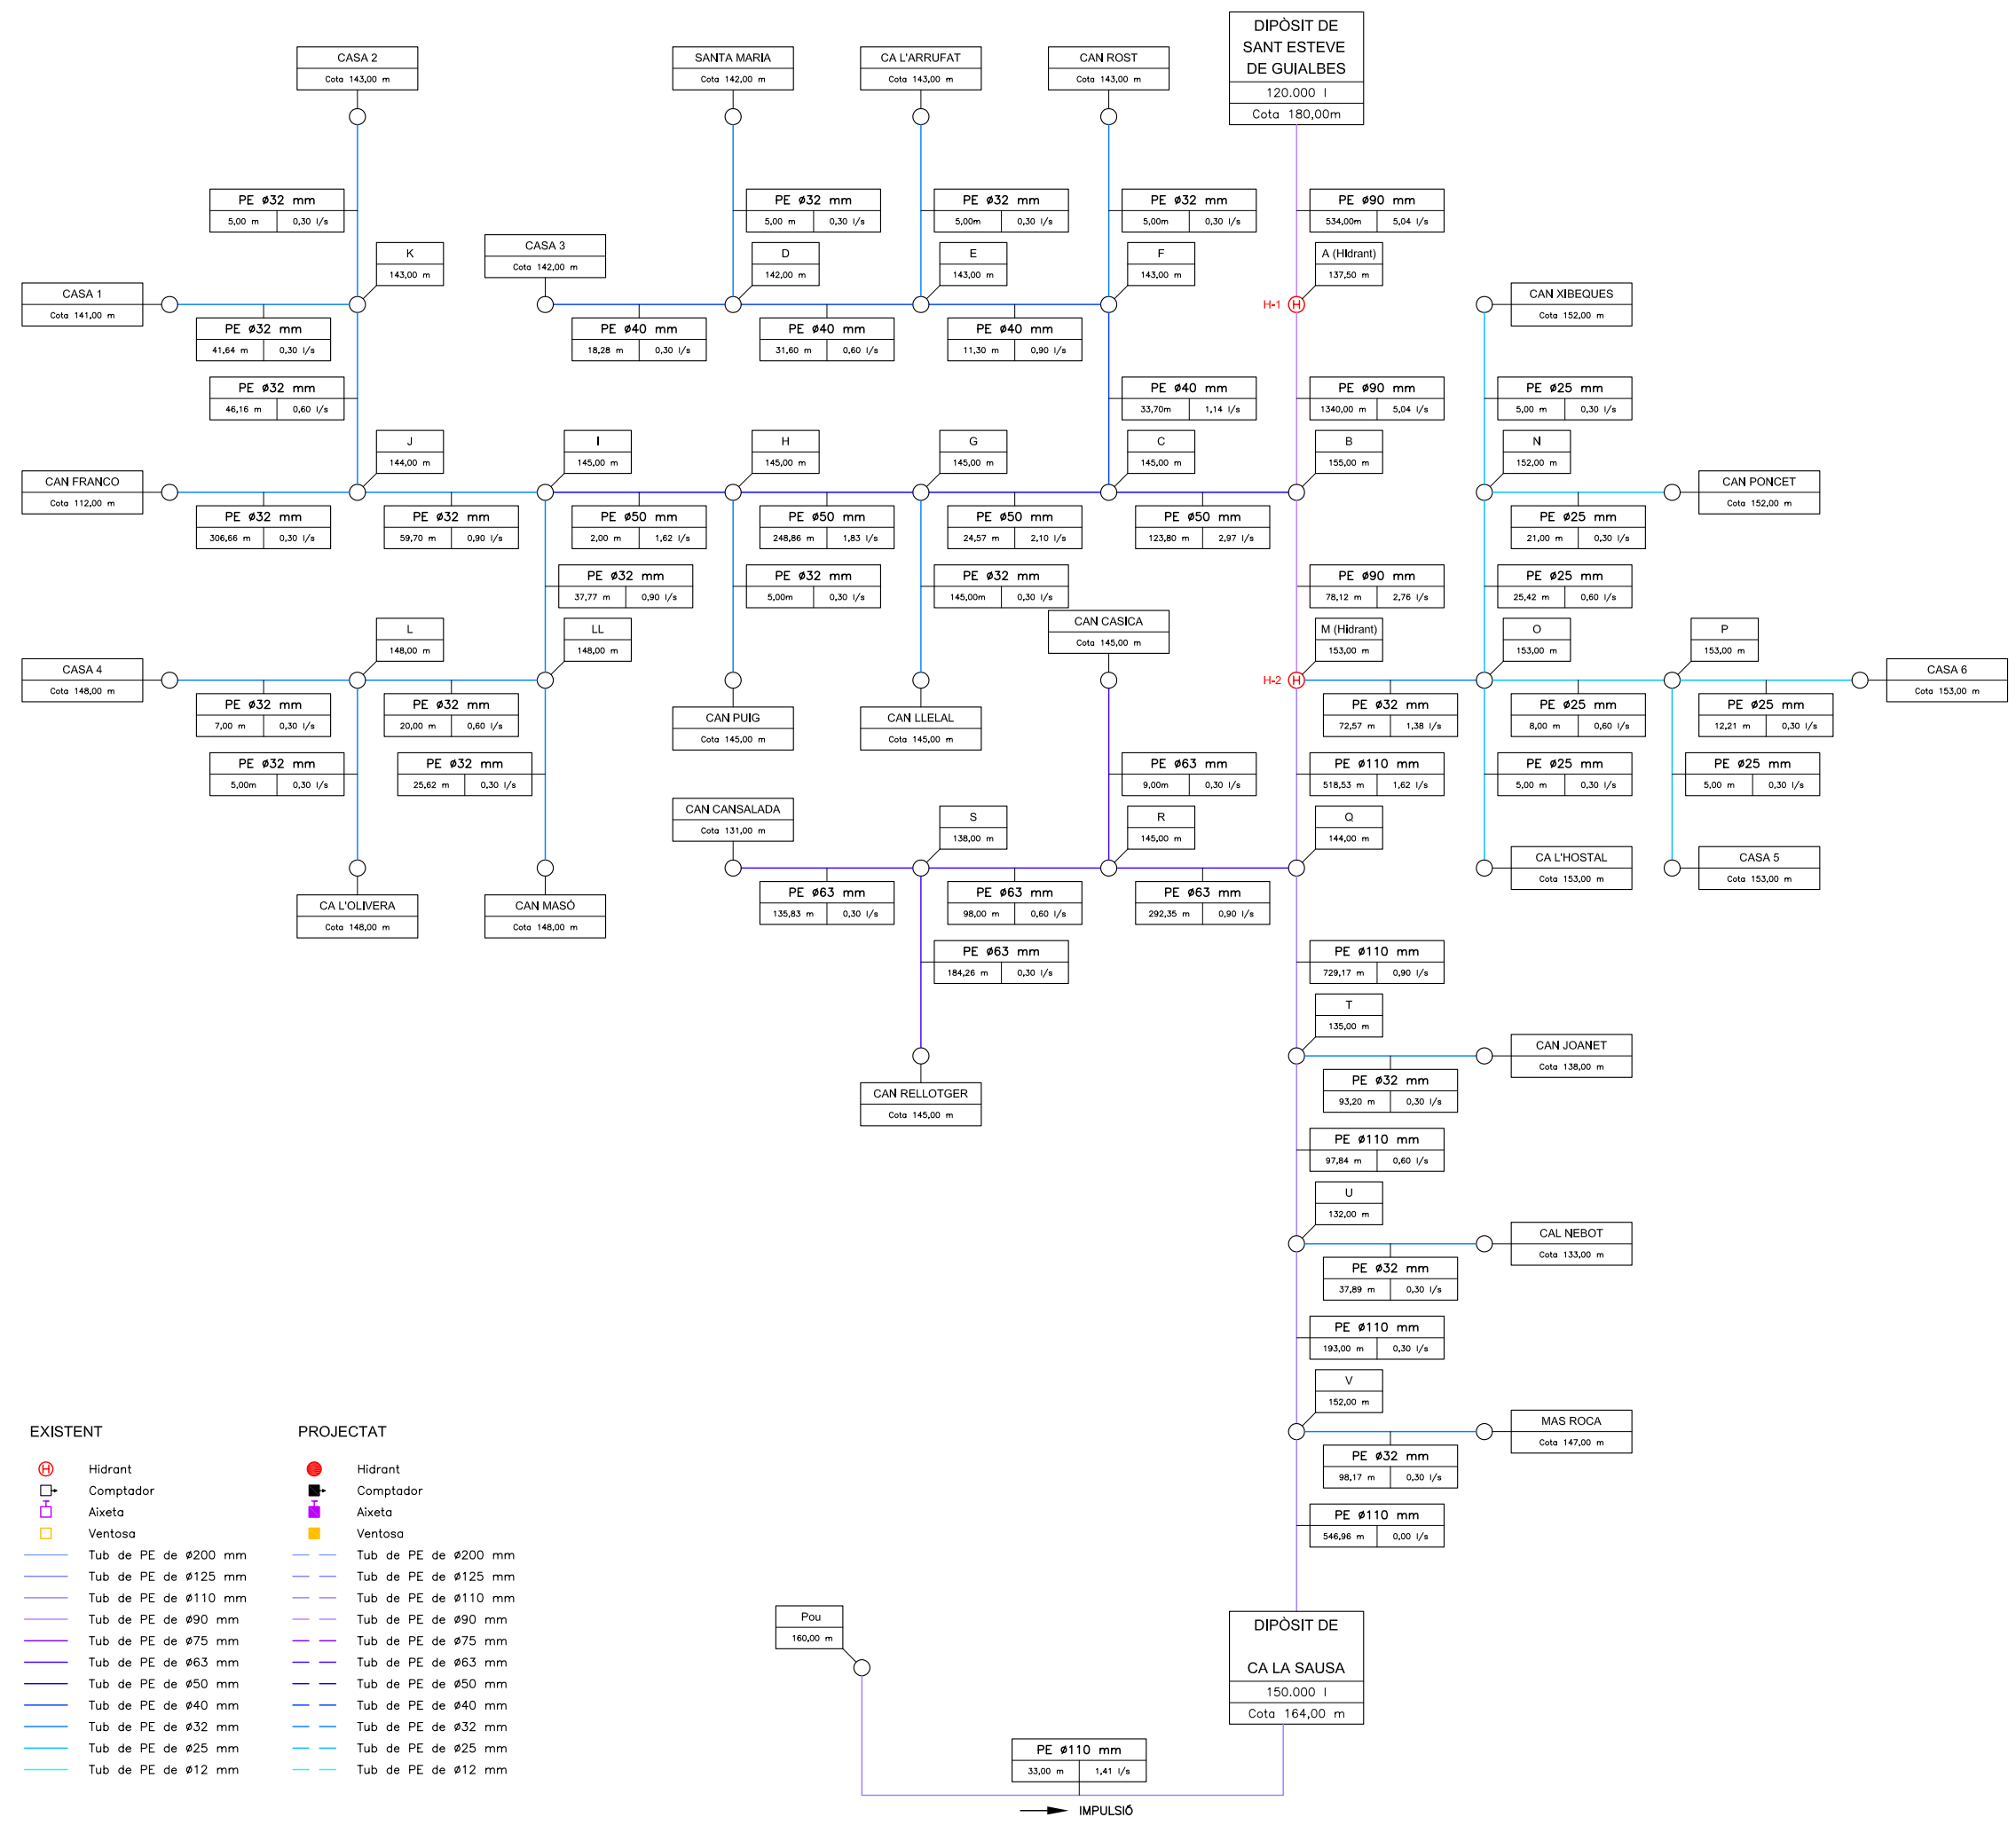 DIPÒSIT DE
SANT ESTEVE
DE GUIALBES
120.000 l
Cota 180,00m
CASA 2
Cota 143,00 m
SANTA MARIA
Cota 142,00 m
CA L'ARRUFAT
Cota 143,00 m
CAN ROST
Cota 143,00 m
PE ø32 mm
5,00 m 0,30 l/s
PE ø32 mm
5,00 m 0,30 l/s
PE ø32 mm
5,00m 0,30 l/s
PE ø32 mm
5,00m 0,30 l/s
PE ø90 mm
534,00m 5,04 l/s
K
143,00 m
CASA 3
Cota 142,00 m
D
142,00 m
E
143,00 m
F
143,00 m
A (Hidrant)
137,50 m
CASA 1
Cota 141,00 m
H-1
H
CAN XIBEQUES
Cota 152,00 m
PE ø32 mm
41,64 m 0,30 l/s
PE ø40 mm
18,28 m 0,30 l/s
PE ø40 mm
31,60 m 0,60 l/s
PE ø40 mm
11,30 m 0,90 l/s
PE ø32 mm
46,16 m 0,60 l/s
PE ø40 mm
33,70m 1,14 l/s
PE ø90 mm
1340,00 m 5,04 l/s
PE ø25 mm
5,00 m 0,30 l/s
J
144,00 m
I
145,00 m
H
145,00 m
G
145,00 m
C
145,00 m
B
155,00 m
N
152,00 m
CAN FRANCO
Cota 112,00 m
CAN PONCET
Cota 152,00 m
PE ø32 mm
306,66 m 0,30 l/s
PE ø32 mm
59,70 m 0,90 l/s
PE ø50 mm
2,00 m 1,62 l/s
PE ø50 mm
248,86 m 1,83 l/s
PE ø50 mm
24,57 m 2,10 l/s
PE ø50 mm
123,80 m 2,97 l/s
PE ø25 mm
21,00 m 0,30 l/s
PE ø32 mm
37,77 m 0,90 l/s
PE ø32 mm
5,00m 0,30 l/s
PE ø32 mm
145,00m 0,30 l/s
PE ø90 mm
78,12 m 2,76 l/s
PE ø25 mm
25,42 m 0,60 l/s
CAN CASICA
Cota 145,00 m
L
148,00 m
LL
148,00 m
M (Hidrant)
153,00 m
O
153,00 m
P
153,00 m
CASA 4
Cota 148,00 m
H-2
H
CASA 6
Cota 153,00 m
PE ø32 mm
7,00 m 0,30 l/s
PE ø32 mm
20,00 m 0,60 l/s
CAN PUIG
Cota 145,00 m
CAN LLELAL
Cota 145,00 m
PE ø32 mm
72,57 m 1,38 l/s
PE ø25 mm
8,00 m 0,60 l/s
PE ø25 mm
12,21 m 0,30 l/s
PE ø32 mm
5,00m 0,30 l/s
PE ø32 mm
25,62 m 0,30 l/s
PE ø63 mm
9,00m 0,30 l/s
PE ø110 mm
518,53 m 1,62 l/s
PE ø25 mm
5,00 m 0,30 l/s
PE ø25 mm
5,00 m 0,30 l/s
CAN CANSALADA
Cota 131,00 m
S
138,00 m
R
145,00 m
Q
144,00 m
CA L'HOSTAL
Cota 153,00 m
CASA 5
Cota 153,00 m
CA L'OLIVERA
Cota 148,00 m
CAN MASÓ
Cota 148,00 m
PE ø63 mm
135,83 m 0,30 l/s
PE ø63 mm
98,00 m 0,60 l/s
PE ø63 mm
292,35 m 0,90 l/s
PE ø63 mm
184,26 m 0,30 l/s
PE ø110 mm
729,17 m 0,90 l/s
T
135,00 m
CAN JOANET
Cota 138,00 m
CAN RELLOTGER
Cota 145,00 m
PE ø32 mm
93,20 m 0,30 l/s
PE ø110 mm
97,84 m 0,60 l/s
U
132,00 m
CAL NEBOT
Cota 133,00 m
PE ø32 mm
37,89 m 0,30 l/s
PE ø110 mm
193,00 m 0,30 l/s
V
152,00 m
MAS ROCA
Cota 147,00 m
PE ø32 mm
98,17 m 0,30 l/s
PE ø110 mm
546,96 m 0,00 l/s
Pou
160,00 m
DIPÒSIT DE
CA LA SAUSA
150.000 l
Cota 164,00 m
PE ø110 mm
33,00 m 1,41 l/s
IMPULSIÓ
EXISTENT
H Hidrant
Comptador
Aixeta
Ventosa
Tub de PE de ø200 mm
Tub de PE de ø125 mm
Tub de PE de ø110 mm
Tub de PE de ø90 mm
Tub de PE de ø75 mm
Tub de PE de ø63 mm
Tub de PE de ø50 mm
Tub de PE de ø40 mm
Tub de PE de ø32 mm
Tub de PE de ø25 mm
Tub de PE de ø12 mm
PROJECTAT
Hidrant
Comptador
Aixeta
Ventosa
Tub de PE de ø200 mm
Tub de PE de ø125 mm
Tub de PE de ø110 mm
Tub de PE de ø90 mm
Tub de PE de ø75 mm
Tub de PE de ø63 mm
Tub de PE de ø50 mm
Tub de PE de ø40 mm
Tub de PE de ø32 mm
Tub de PE de ø25 mm
Tub de PE de ø12 mm